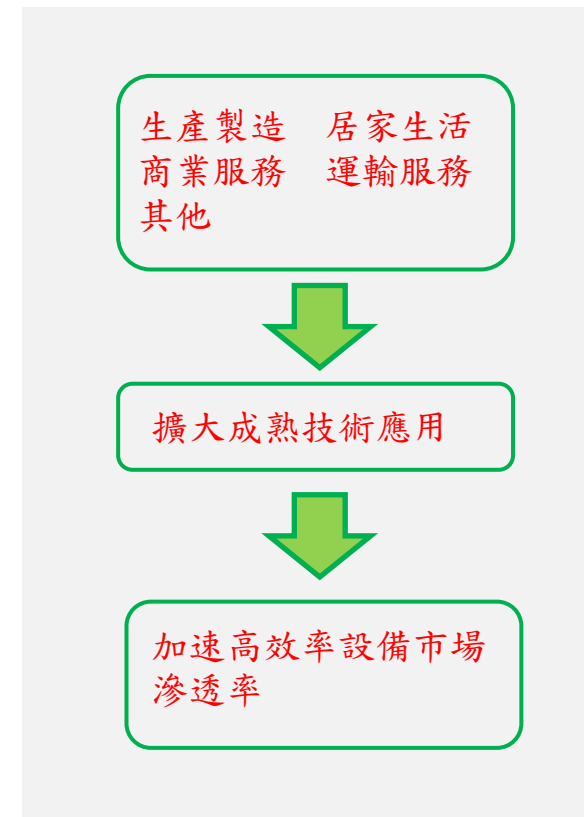 生產製造　居家生活
商業服務　運輸服務
其他
擴大成熟技術應用
加速高效率設備市場
滲透率